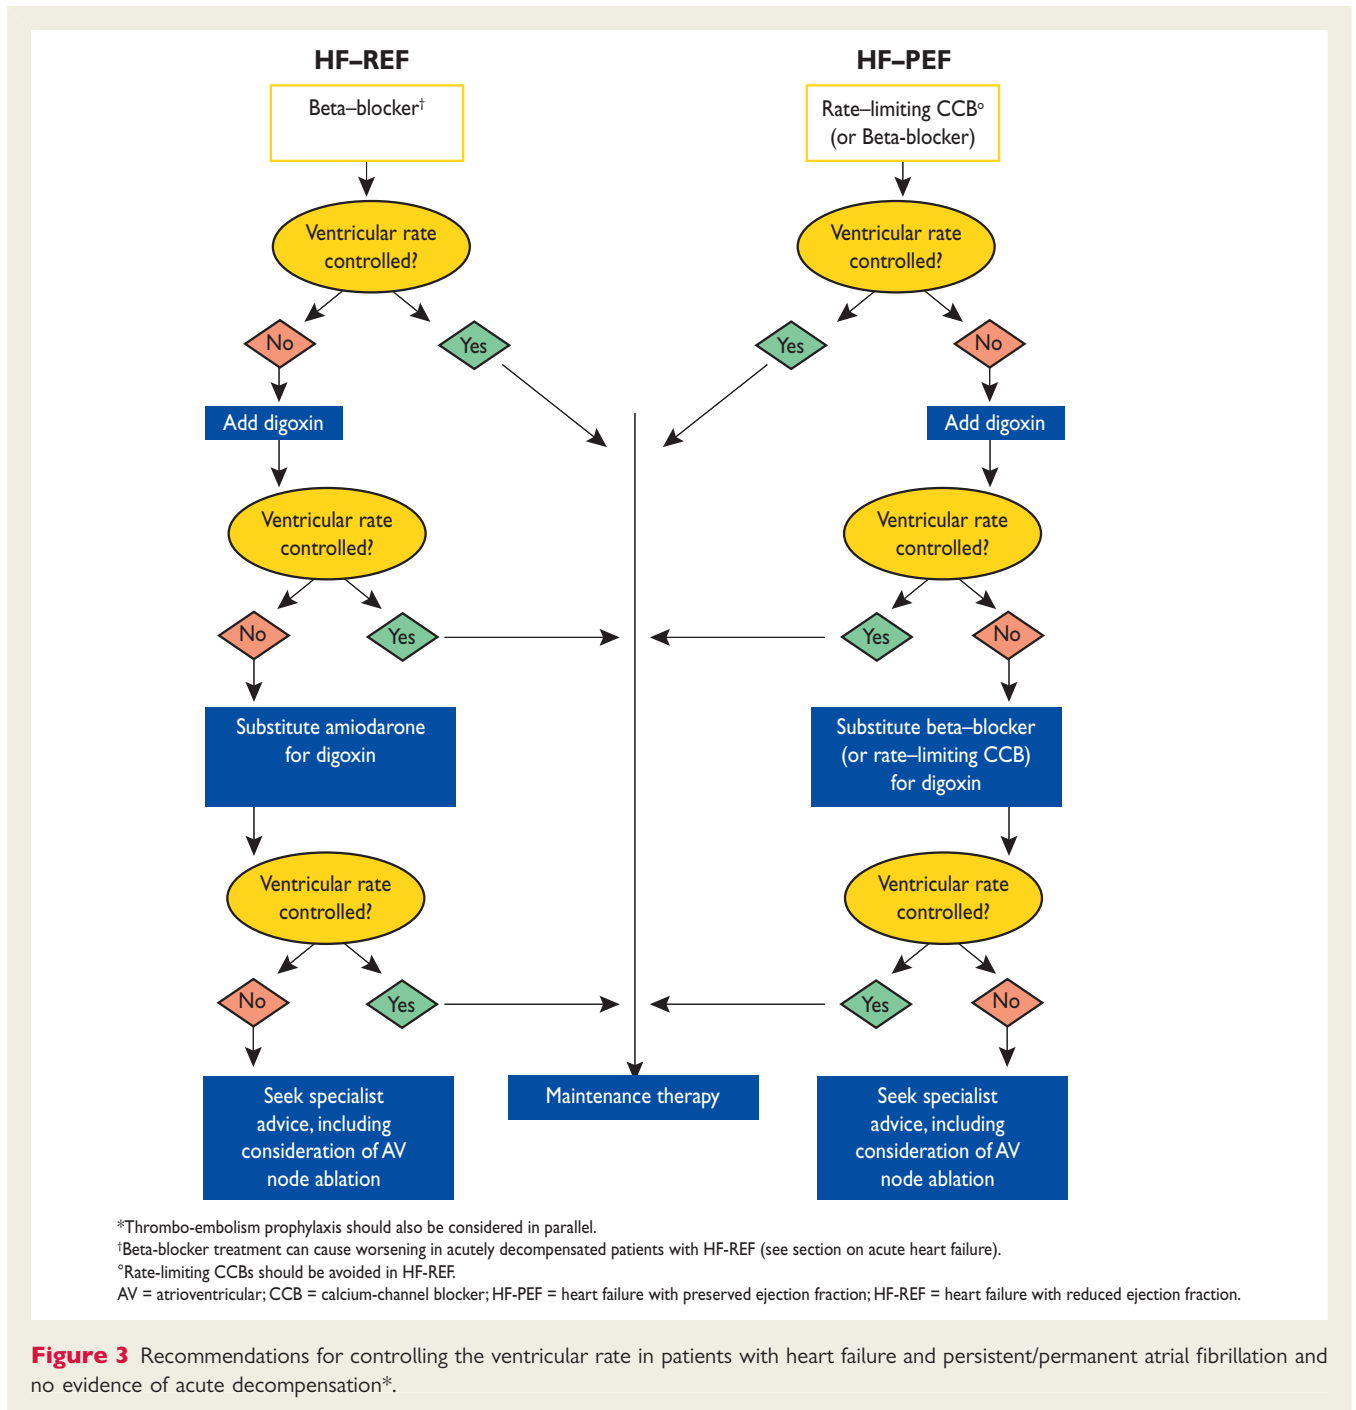 HF–REF
Beta–blocker†
Ventricular rate
controlled?
No
Yes
Add digoxin
Ventricular rate
controlled?
No
Yes
Substitute amiodarone
for digoxin
Ventricular rate
controlled?
No
Yes
Seek specialist
advice, including
consideration of AV
node ablation
Maintenance therapy
HF–PEF
Rate–limiting CCB°
(or Beta-blocker)
Ventricular rate
controlled?
Yes
No
Add digoxin
Ventricular rate
controlled?
Yes
No
Substitute beta–blocker
(or rate–limiting CCB)
for digoxin
Ventricular rate
controlled?
Yes
No
Seek specialist
advice, including
consideration of AV
node ablation
*Thrombo-embolism prophylaxis should also be considered in parallel.
†Beta-blocker treatment can cause worsening in acutely decompensated patients with HF-REF (see section on acute heart failure).
°Rate-limiting CCBs should be avoided in HF-REF.
AV = atrioventricular; CCB = calcium-channel blocker; HF-PEF = heart failure with preserved ejection fraction; HF-REF = heart failure with reduced ejection fraction.
Figure 3 Recommendations for controlling the ventricular rate in patients with heart failure and persistent/permanent atrial fibrillation and
no evidence of acute decompensation*.